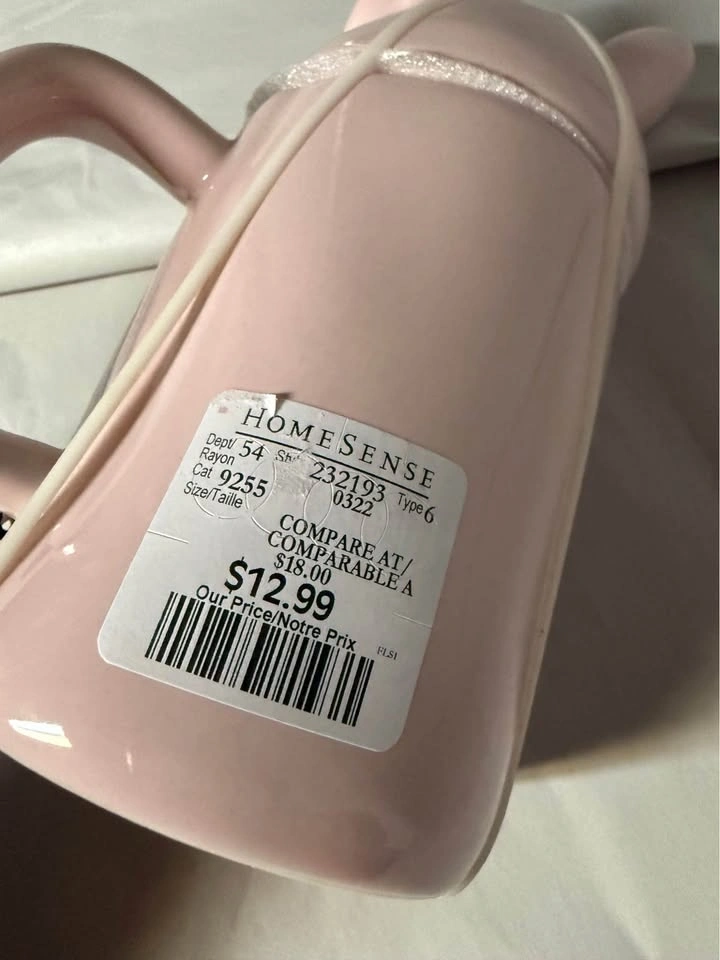 HOMESENSE
Dept/ Rayon 54 232193 Type 6
Cat 9255 0322
Size/Taille
COMPARE AT/
COMPARABLE A
$18.00
$12.99
Our Price/Notre Prix
FLS1